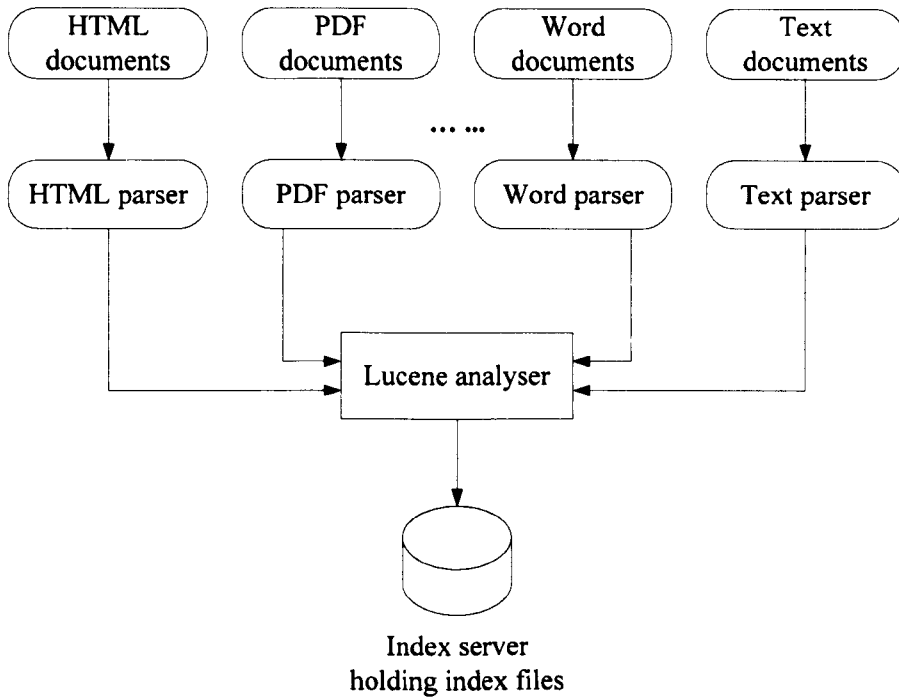 HTML
documents
PDF
documents
Word
documents
Text
documents
... ...
HTML parser
PDF parser
Word parser
Text parser
Lucene analyser
Index server
holding index files